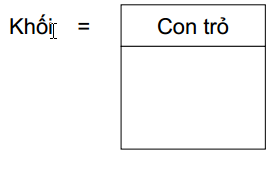 Khối = Con trỏ